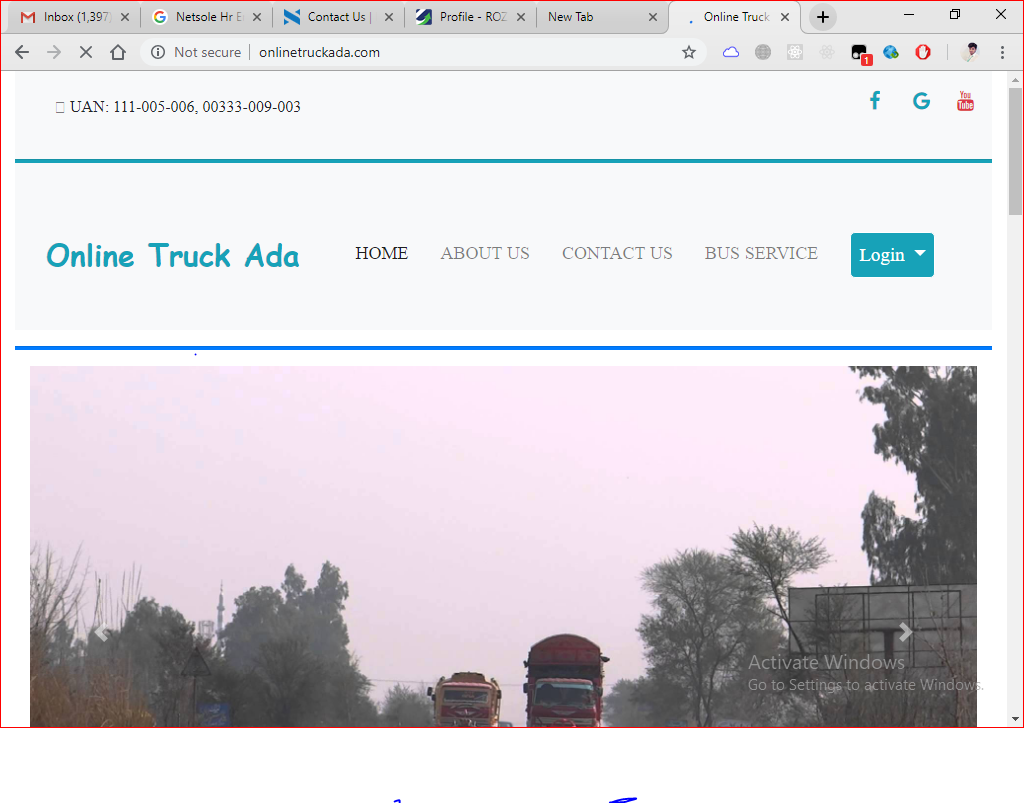 Inbox (1,397)
Netsole Hr E
Contact Us |
Profile - ROZ
New Tab
Online Truck
Not secure
onlinetruckada.com
1
UAN: 111-005-006, 00333-009-003
You
Tube
Online Truck Ada
HOME
ABOUT US
CONTACT US
BUS SERVICE
Login
Activate Windows
Go to Settings to activate Windows.